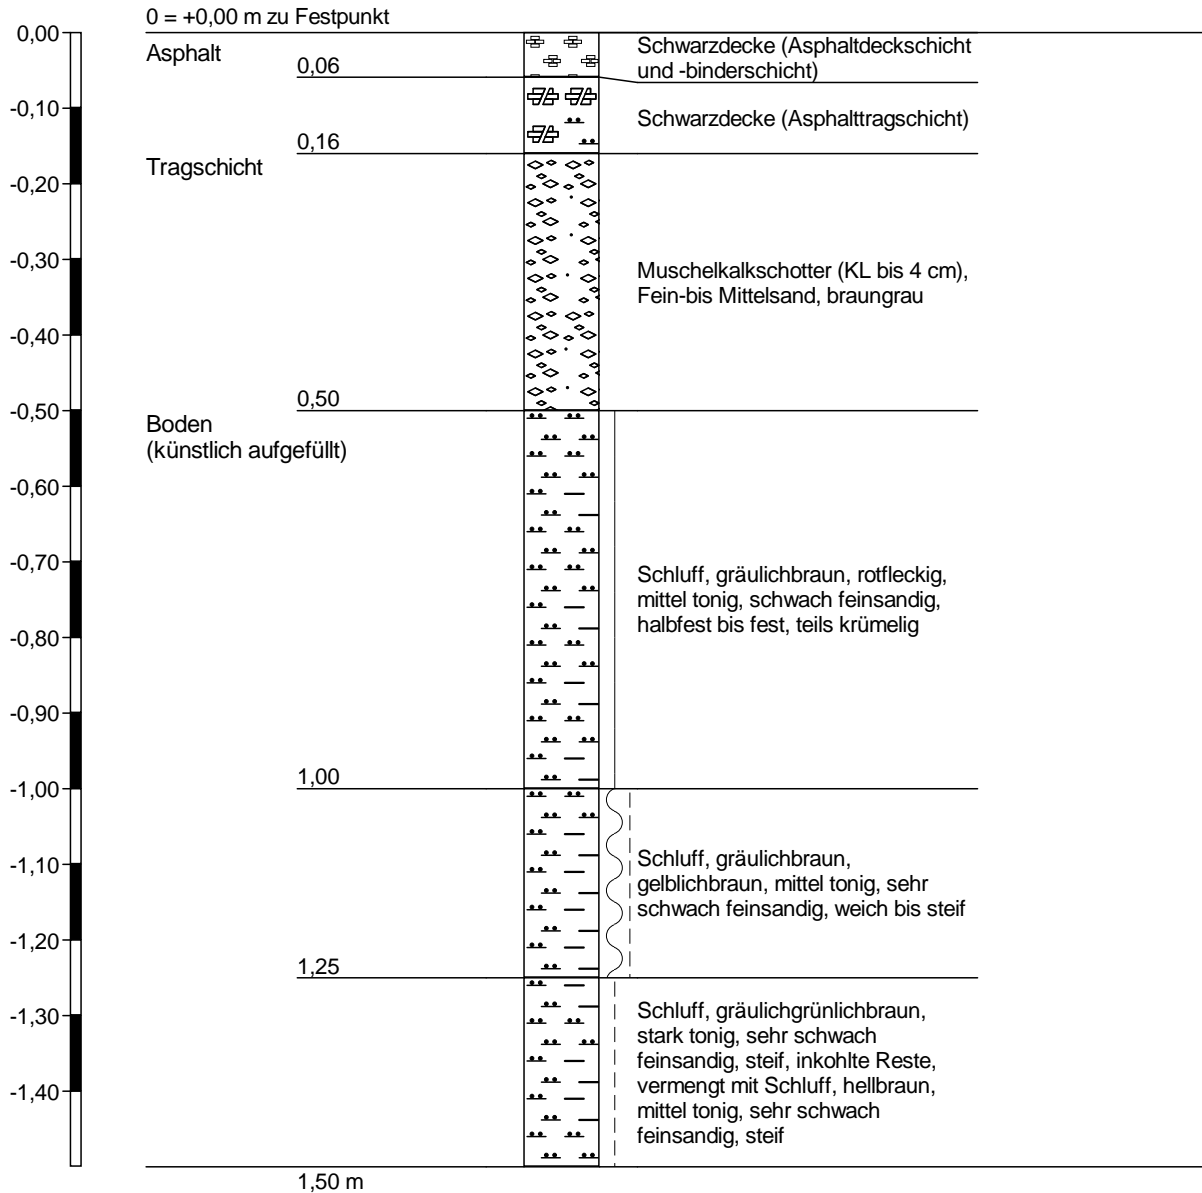 0 = +0,00 m zu Festpunkt
0,00
Asphalt
Schwarzdecke (Asphaltdeckschicht
und -binderschicht)
0,06
-0,10
Schwarzdecke (Asphalttragschicht)
0,16
Tragschicht
-0,20
-0,30
Muschelkalkschotter (KL bis 4 cm),
Fein-bis Mittelsand, braungrau
-0,40
0,50
-0,50
Boden
(künstlich aufgefüllt)
-0,60
-0,70
Schluff, gräulichbraun, rotfleckig,
mittel tonig, schwach feinsandig,
halbfest bis fest, teils krümelig
-0,80
-0,90
1,00
-1,00
-1,10
Schluff, gräulichbraun,
gelblichbraun, mittel tonig, sehr
schwach feinsandig, weich bis steif
-1,20
1,25
-1,30
Schluff, gräulichgrünlichbraun,
stark tonig, sehr schwach
feinsandig, steif, inkohlte Reste,
vermengt mit Schluff, hellbraun,
mittel tonig, sehr schwach
feinsandig, steif
-1,40
1,50 m